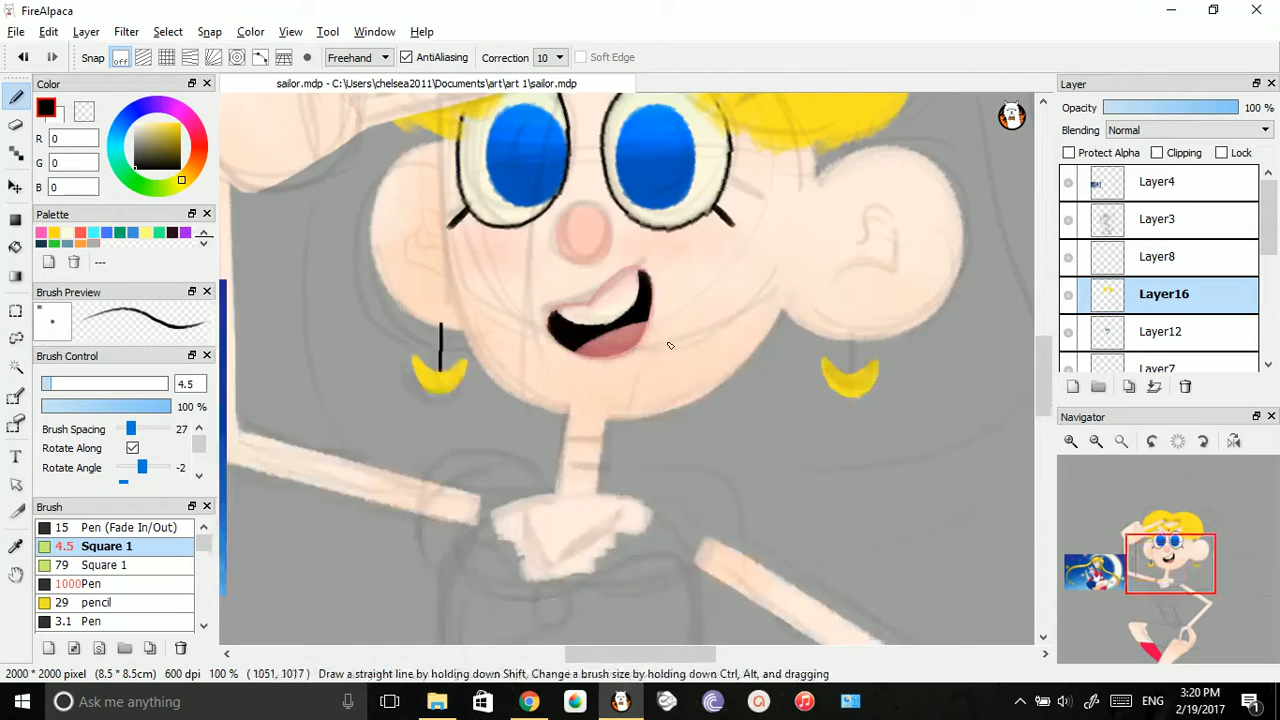 FireAlpaca
File Edit View Layer Filter Select Snap Color View Tool Window Help
Snap off Freehand AntiAliasing Correction 10 Soft Edge
Color
sailor.mdp - C:\Users\chelsea2011\Documents\art\art 1\sailor.mdp
R 0
G 0
B 0
Palette
---
Brush Preview
Brush Control
4.5
100 %
Brush Spacing 27
Rotate Along
Rotate Angle -2
Brush
15 Pen (Fade In/Out)
4.5 Square 1
79 Square 1
1000 Pen
29 pencil
3.1 Pen
Layer
Opacity 100 %
Blending Normal
Protect Alpha Clipping Lock
Layer4
Layer3
Layer8
Layer16
Layer12
Layer7
Navigator
2000 * 2000 pixel (8.5 * 8.5cm) 600 dpi 100 % ( 1051, 1017 ) Draw a straight line by holding down Shift, Change a brush size by holding down Ctrl, Alt, and dragging
Ask me anything
ENG
3:20 PM
2/19/2017
1